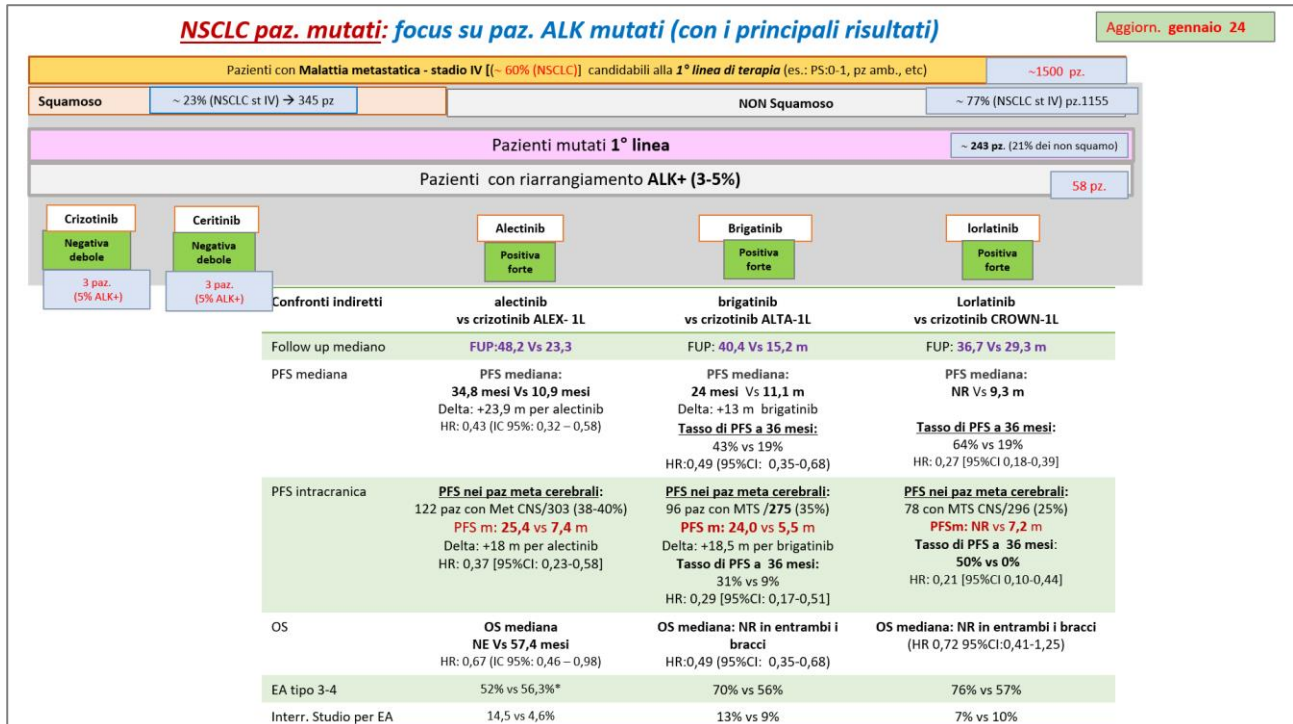 NSCLC paz. mutati: focus su paz. ALK mutati (con i principali risultati)
Aggiorn. gennaio 24
Pazienti con Malattia metastatica - stadio IV [(~ 60% (NSCLC)] candidabili alla 1° linea di terapia (es.: PS:0-1, pz amb., etc)
~1500 pz.
Squamoso
~ 23% (NSCLC st IV) → 345 pz
NON Squamoso
~ 77% (NSCLC st IV) pz.1155
Pazienti mutati 1° linea
~ 243 pz. (21% dei non squamo)
Pazienti con riarrangiamento ALK+ (3-5%)
58 pz.
Crizotinib
Negativa
debole
3 paz.
(5% ALK+)
Ceritinib
Negativa
debole
3 paz.
(5% ALK+)
Alectinib
Positiva
forte
Brigatinib
Positiva
forte
lorlatinib
Positiva
forte
Confronti indiretti
alectinib
vs crizotinib ALEX- 1L
brigatinib
vs crizotinib ALTA-1L
Lorlatinib
vs crizotinib CROWN-1L
Follow up mediano
FUP:48,2 Vs 23,3
FUP: 40,4 Vs 15,2 m
FUP: 36,7 Vs 29,3 m
PFS mediana
PFS mediana:
34,8 mesi Vs 10,9 mesi
Delta: +23,9 m per alectinib
HR: 0,43 (IC 95%: 0,32 – 0,58)
PFS mediana:
24 mesi Vs 11,1 m
Delta: +13 m brigatinib
Tasso di PFS a 36 mesi:
43% vs 19%
HR:0,49 (95%CI: 0,35-0,68)
PFS mediana:
NR Vs 9,3 m
Tasso di PFS a 36 mesi:
64% vs 19%
HR: 0,27 [95%CI 0,18-0,39]
PFS intracranica
PFS nei paz meta cerebrali:
122 paz con Met CNS/303 (38-40%)
PFS m: 25,4 vs 7,4 m
Delta: +18 m per alectinib
HR: 0,37 [95%CI: 0,23-0,58]
PFS nei paz meta cerebrali:
96 paz con MTS /275 (35%)
PFS m: 24,0 vs 5,5 m
Delta: +18,5 m per brigatinib
Tasso di PFS a 36 mesi:
31% vs 9%
HR: 0,29 [95%CI: 0,17-0,51]
PFS nei paz meta cerebrali:
78 con MTS CNS/296 (25%)
PFSm: NR vs 7,2 m
Tasso di PFS a 36 mesi:
50% vs 0%
HR: 0,21 [95%CI 0,10-0,44]
OS
OS mediana
NE Vs 57,4 mesi
HR: 0,67 (IC 95%: 0,46 – 0,98)
OS mediana: NR in entrambi i
bracci
HR:0,49 (95%CI: 0,35-0,68)
OS mediana: NR in entrambi i bracci
(HR 0,72 95%CI:0,41-1,25)
EA tipo 3-4
52% vs 56,3%*
70% vs 56%
76% vs 57%
Interr. Studio per EA
14,5 vs 4,6%
13% vs 9%
7% vs 10%